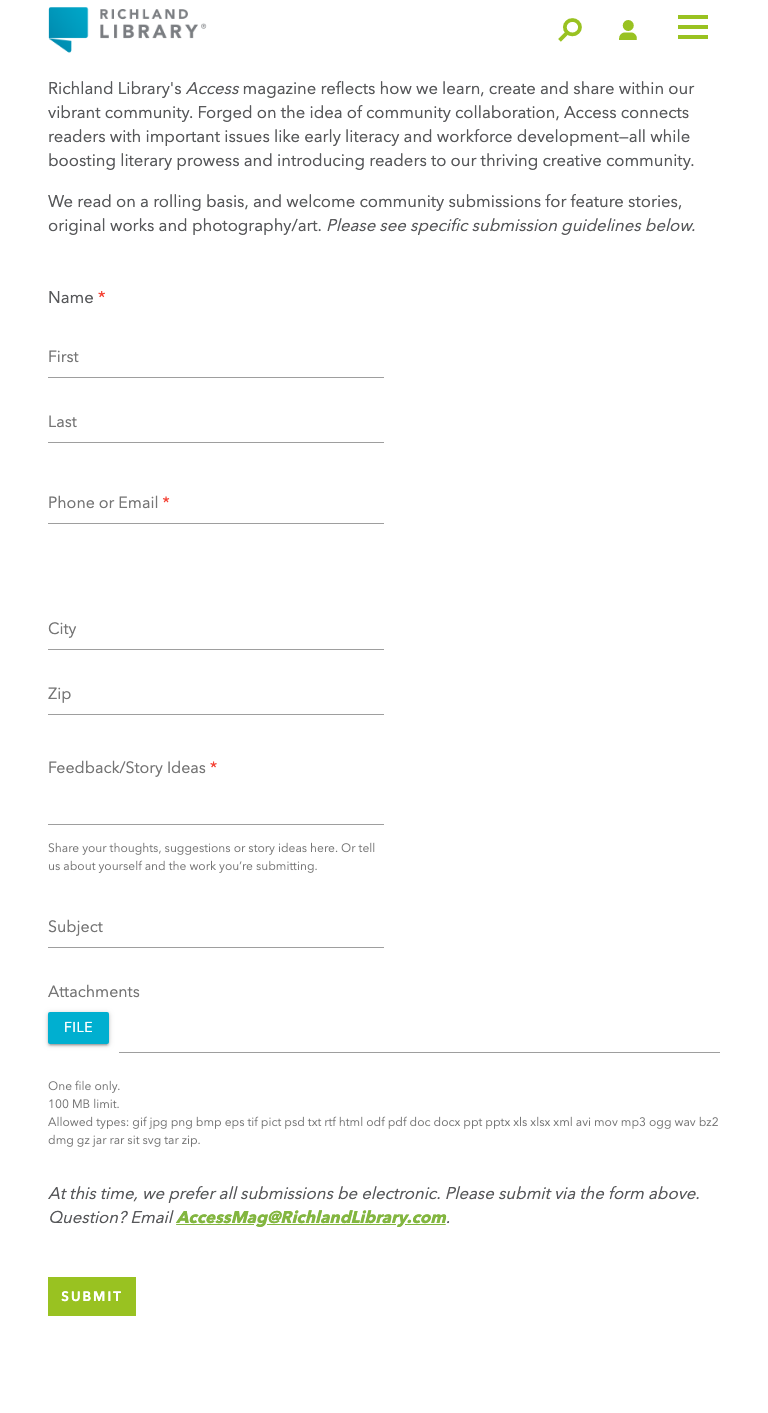 RICHLAND
LIBRARY®
Richland Library's Access magazine reflects how we learn, create and share within our
vibrant community. Forged on the idea of community collaboration, Access connects
readers with important issues like early literacy and workforce development—all while
boosting literary prowess and introducing readers to our thriving creative community.
We read on a rolling basis, and welcome community submissions for feature stories,
original works and photography/art. Please see specific submission guidelines below.
Name *
First
Last
Phone or Email *
City
Zip
Feedback/Story Ideas *
Share your thoughts, suggestions or story ideas here. Or tell
us about yourself and the work you're submitting.
Subject
Attachments
FILE
One file only.
100 MB limit.
Allowed types: gif jpg png bmp eps tif pict psd txt rtf html odf pdf doc docx ppt pptx xls xlsx xml avi mov mp3 ogg wav bz2
dmg gz jar rar sit svg tar zip.
At this time, we prefer all submissions be electronic. Please submit via the form above.
Question? Email AccessMag@RichlandLibrary.com.
SUBMIT